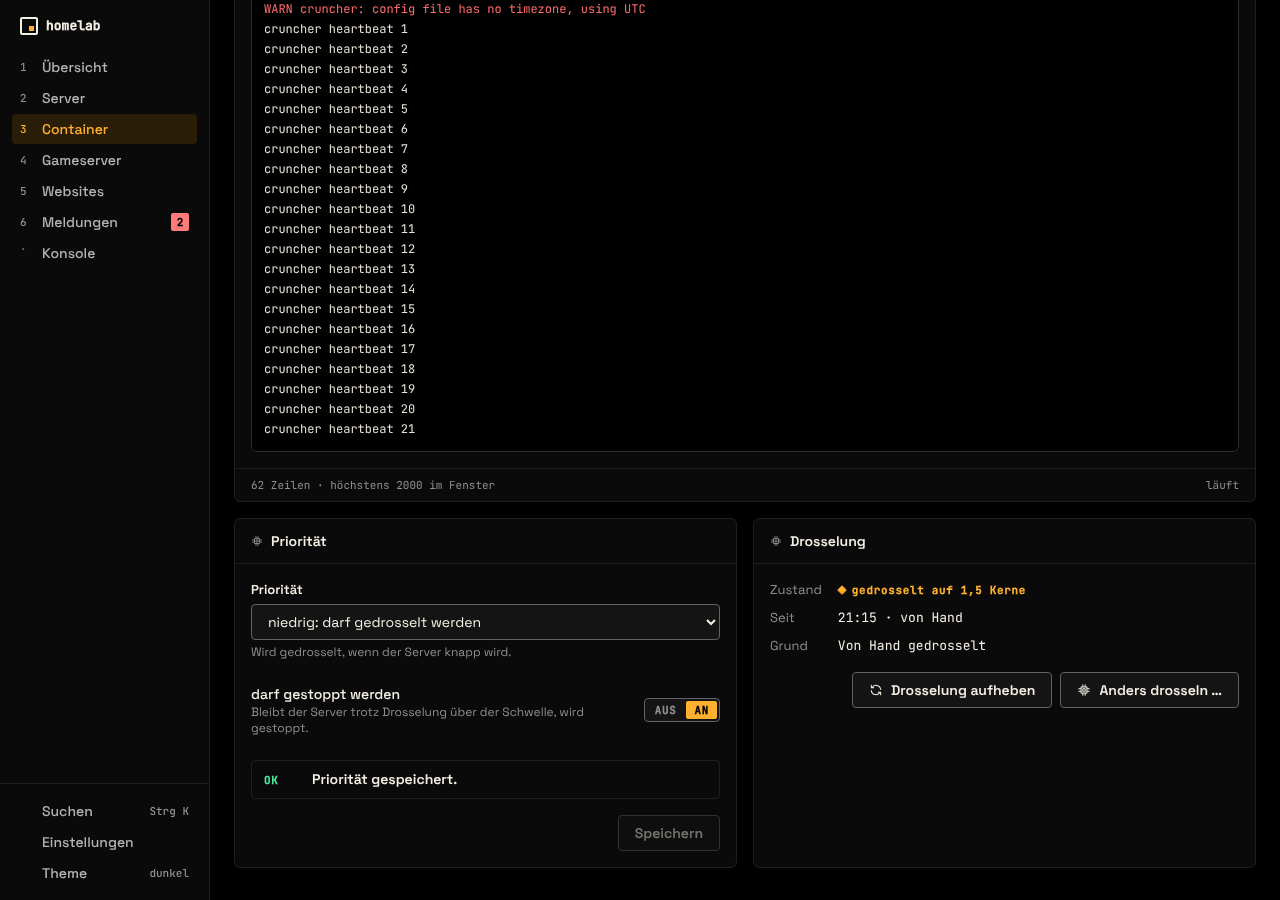 homelab
1 Übersicht
2 Server
3 Container
4 Gameserver
5 Websites
6 Meldungen 2
` Konsole
Suchen Strg K
Einstellungen
Theme dunkel
WARN cruncher: config file has no timezone, using UTC
cruncher heartbeat 1
cruncher heartbeat 2
cruncher heartbeat 3
cruncher heartbeat 4
cruncher heartbeat 5
cruncher heartbeat 6
cruncher heartbeat 7
cruncher heartbeat 8
cruncher heartbeat 9
cruncher heartbeat 10
cruncher heartbeat 11
cruncher heartbeat 12
cruncher heartbeat 13
cruncher heartbeat 14
cruncher heartbeat 15
cruncher heartbeat 16
cruncher heartbeat 17
cruncher heartbeat 18
cruncher heartbeat 19
cruncher heartbeat 20
cruncher heartbeat 21
62 Zeilen · höchstens 2000 im Fenster läuft
Priorität
Priorität
niedrig: darf gedrosselt werden
Wird gedrosselt, wenn der Server knapp wird.
darf gestoppt werden
Bleibt der Server trotz Drosselung über der Schwelle, wird
gestoppt.
AUS AN
OK Priorität gespeichert.
Speichern
Drosselung
Zustand ◆ gedrosselt auf 1,5 Kerne
Seit 21:15 · von Hand
Grund Von Hand gedrosselt
Drosselung aufheben Anders drosseln …